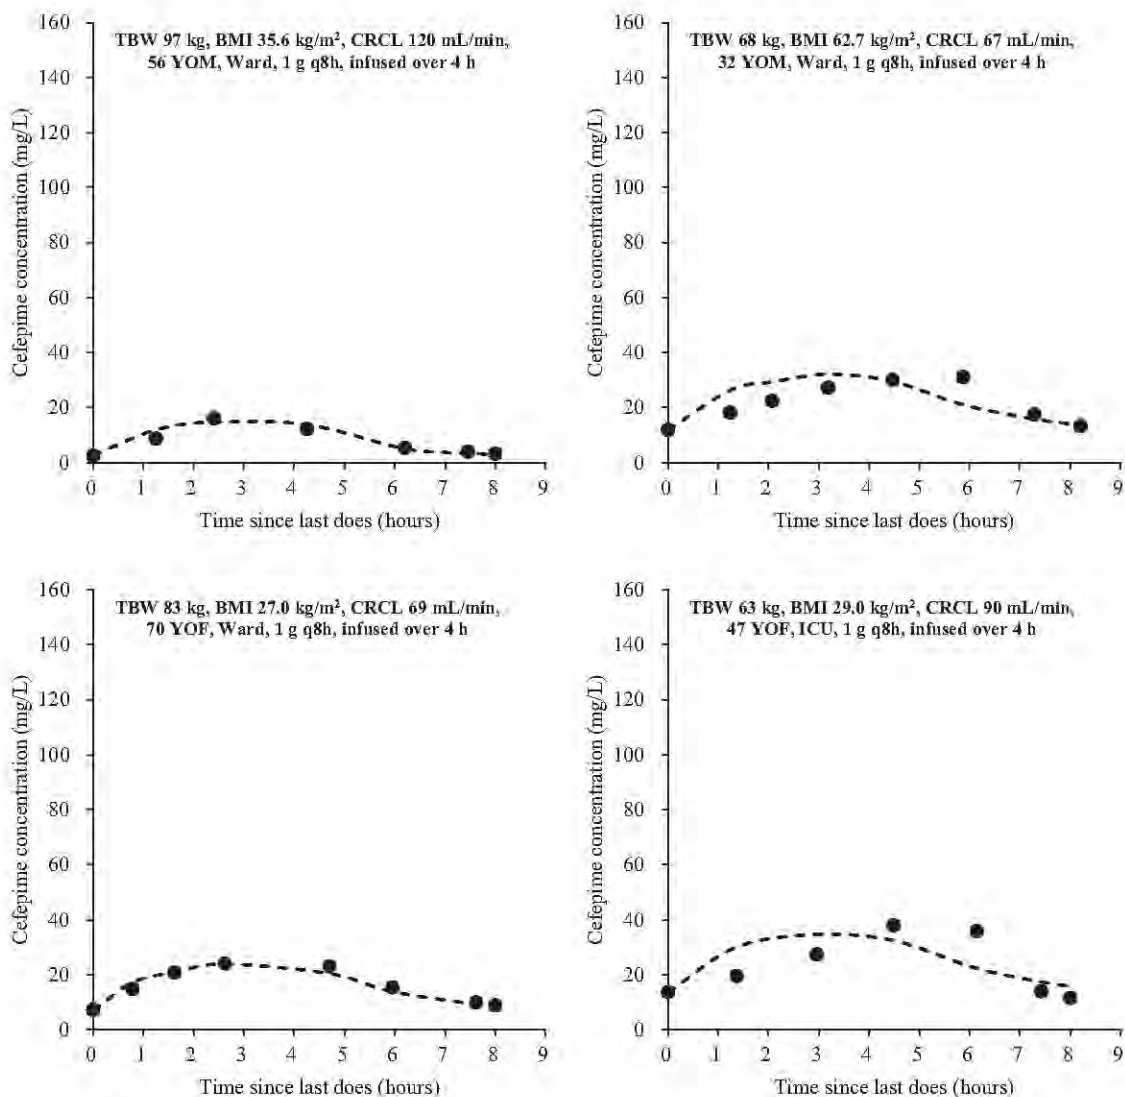 TBW 97 kg, BMI 35.6 kg/m², CRCL 120 mL/min,
56 YOM, Ward, 1 g q8h, infused over 4 h
Cefepime concentration (mg/L)
160
140
120
100
80
60
40
20
0
0 1 2 3 4 5 6 7 8 9
Time since last does (hours)
TBW 68 kg, BMI 62.7 kg/m², CRCL 67 mL/min,
32 YOM, Ward, 1 g q8h, infused over 4 h
Cefepime concentration (mg/L)
160
140
120
100
80
60
40
20
0
0 1 2 3 4 5 6 7 8 9
Time since last does (hours)
TBW 83 kg, BMI 27.0 kg/m², CRCL 69 mL/min,
70 YOF, Ward, 1 g q8h, infused over 4 h
Cefepime concentration (mg/L)
160
140
120
100
80
60
40
20
0
0 1 2 3 4 5 6 7 8 9
Time since last does (hours)
TBW 63 kg, BMI 29.0 kg/m², CRCL 90 mL/min,
47 YOF, ICU, 1 g q8h, infused over 4 h
Cefepime concentration (mg/L)
160
140
120
100
80
60
40
20
0
0 1 2 3 4 5 6 7 8 9
Time since last does (hours)